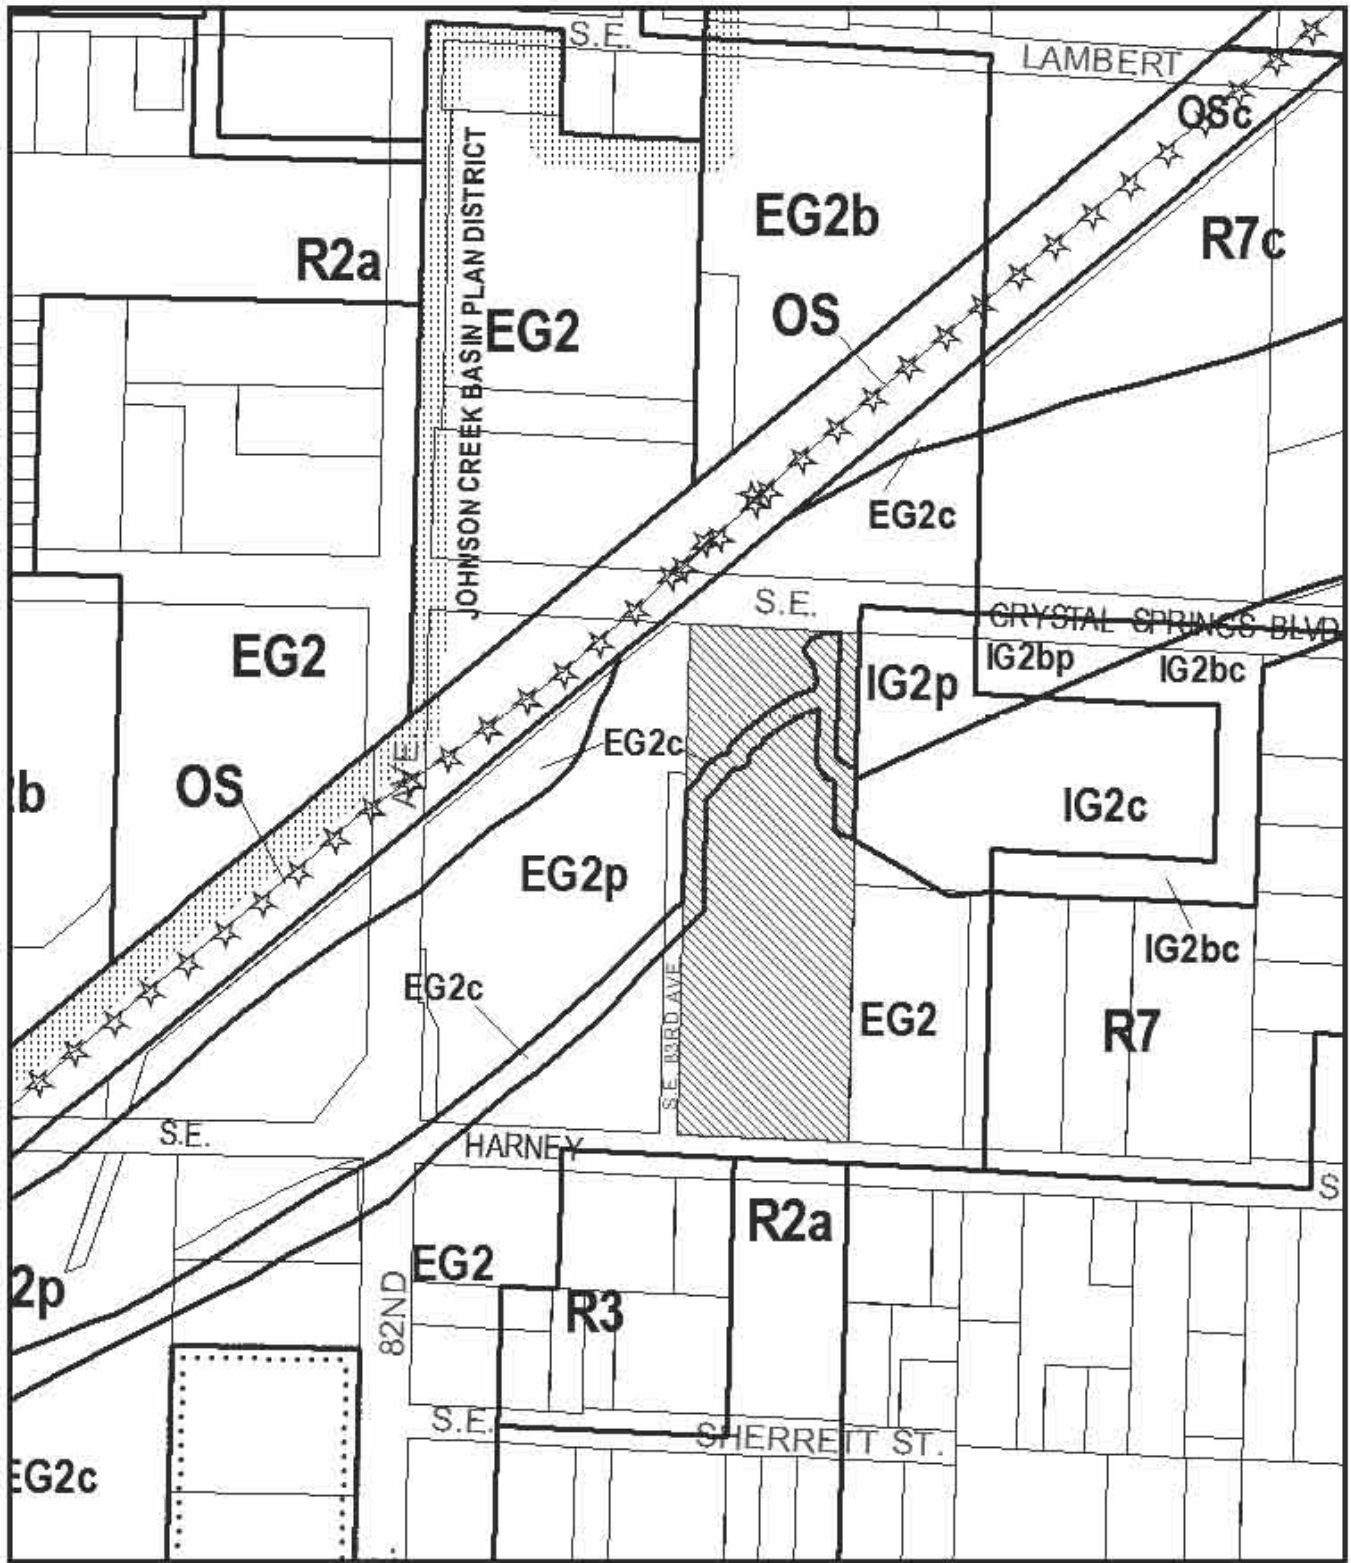 S.E.
LAMBERT
OSc
EG2b
R7c
R2a
JOHNSON CREEK BASIN PLAN DISTRICT
EG2
OS
EG2c
S.E.
CRYSTAL SPRINGS BLVD
EG2
IG2p
IG2bp
IG2bc
EG2c
AVE
OS
2b
IG2c
EG2p
IG2bc
EG2c
S.E. 83RD AVE.
EG2
R7
S.E.
HARNEY
S
R2a
EG2
2p
R3
82ND
S.E.
SHERRETT ST.
EG2c